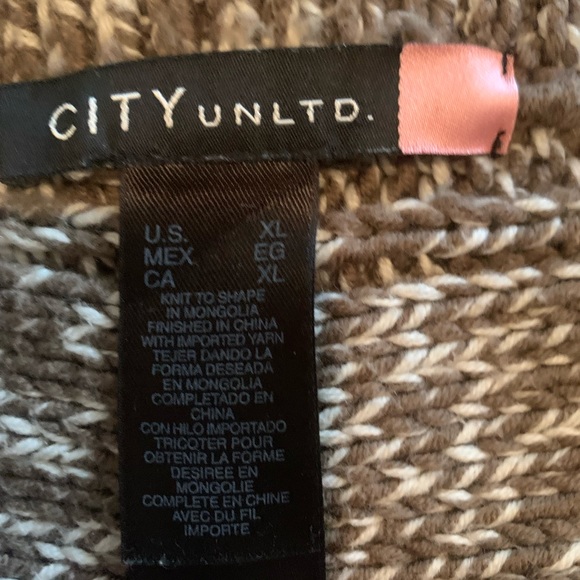 CITY UNLTD.
U.S. XL
MEX EG
CA XL
KNIT TO SHAPE
IN MONGOLIA
FINISHED IN CHINA
WITH IMPORTED YARN
TEJER DANDO LA
FORMA DESEADA
EN MONGOLIA
COMPLETADO EN
CHINA
CON HILO IMPORTADO
TRICOTER POUR
OBTENIR LA FORME
DESIREE EN
MONGOLIE
COMPLETE EN CHINE
AVEC DU FIL
IMPORTE